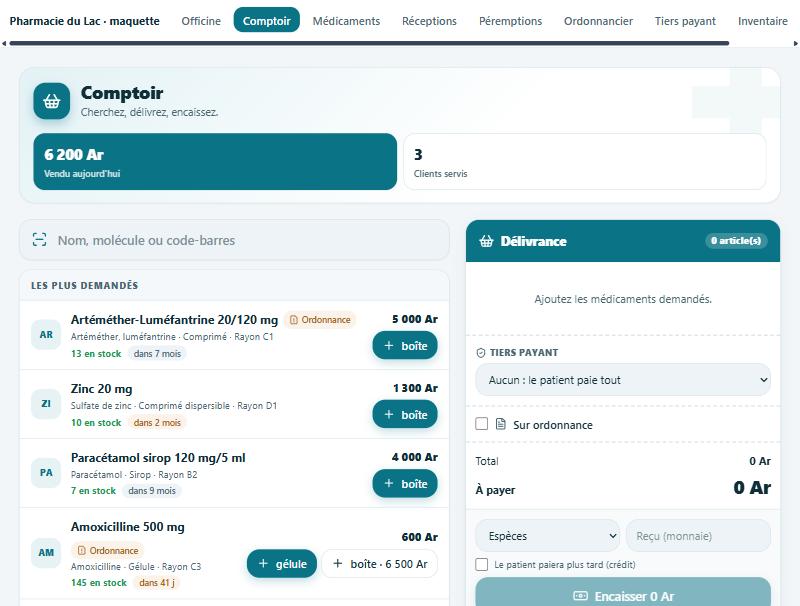 Pharmacie du Lac · maquette
Officine
Comptoir
Médicaments
Réceptions
Péremptions
Ordonnancier
Tiers payant
Inventaire
Comptoir
Cherchez, délivrez, encaissez.
6 200 Ar
Vendu aujourd'hui
3
Clients servis
Nom, molécule ou code-barres
LES PLUS DEMANDÉS
AR
Artéméther-Luméfantrine 20/120 mg
Ordonnance
Artéméther, luméfantrine · Comprimé · Rayon C1
13 en stock
dans 7 mois
5 000 Ar
+ boîte
ZI
Zinc 20 mg
Sulfate de zinc · Comprimé dispersible · Rayon D1
10 en stock
dans 2 mois
1 300 Ar
+ boîte
PA
Paracétamol sirop 120 mg/5 ml
Paracétamol · Sirop · Rayon B2
7 en stock
dans 9 mois
4 000 Ar
+ boîte
AM
Amoxicilline 500 mg
Ordonnance
Amoxicilline · Gélule · Rayon C3
145 en stock
dans 41 j
600 Ar
+ gélule
+ boîte · 6 500 Ar
Délivrance
0 article(s)
Ajoutez les médicaments demandés.
TIERS PAYANT
Aucun : le patient paie tout
Sur ordonnance
Total
0 Ar
À payer
0 Ar
Espèces
Reçu (monnaie)
Le patient paiera plus tard (crédit)
Encaisser 0 Ar